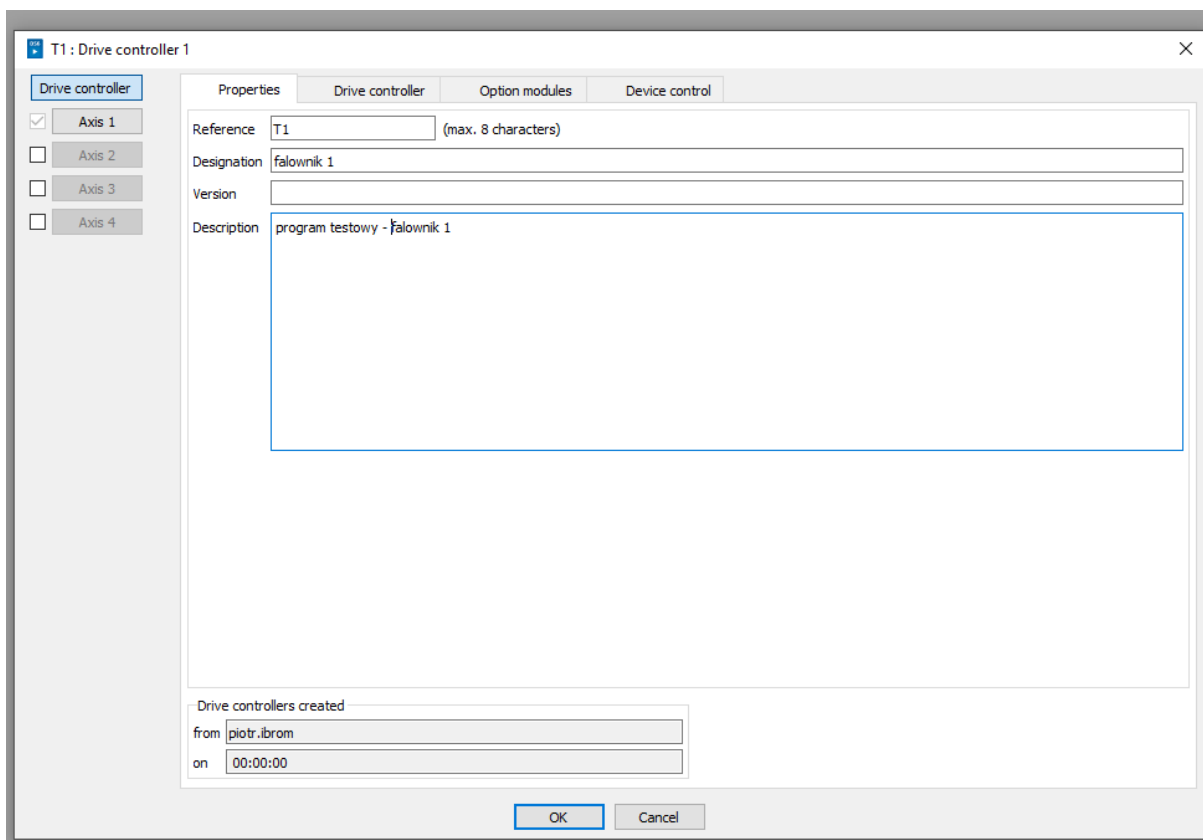 T1 : Drive controller 1
Drive controller
Axis 1
Axis 2
Axis 3
Axis 4
Properties Drive controller Option modules Device control
Reference T1 (max. 8 characters)
Designation falownik 1
Version
Description program testowy - falownik 1
Drive controllers created
from piotr.ibrom
on 00:00:00
OK Cancel